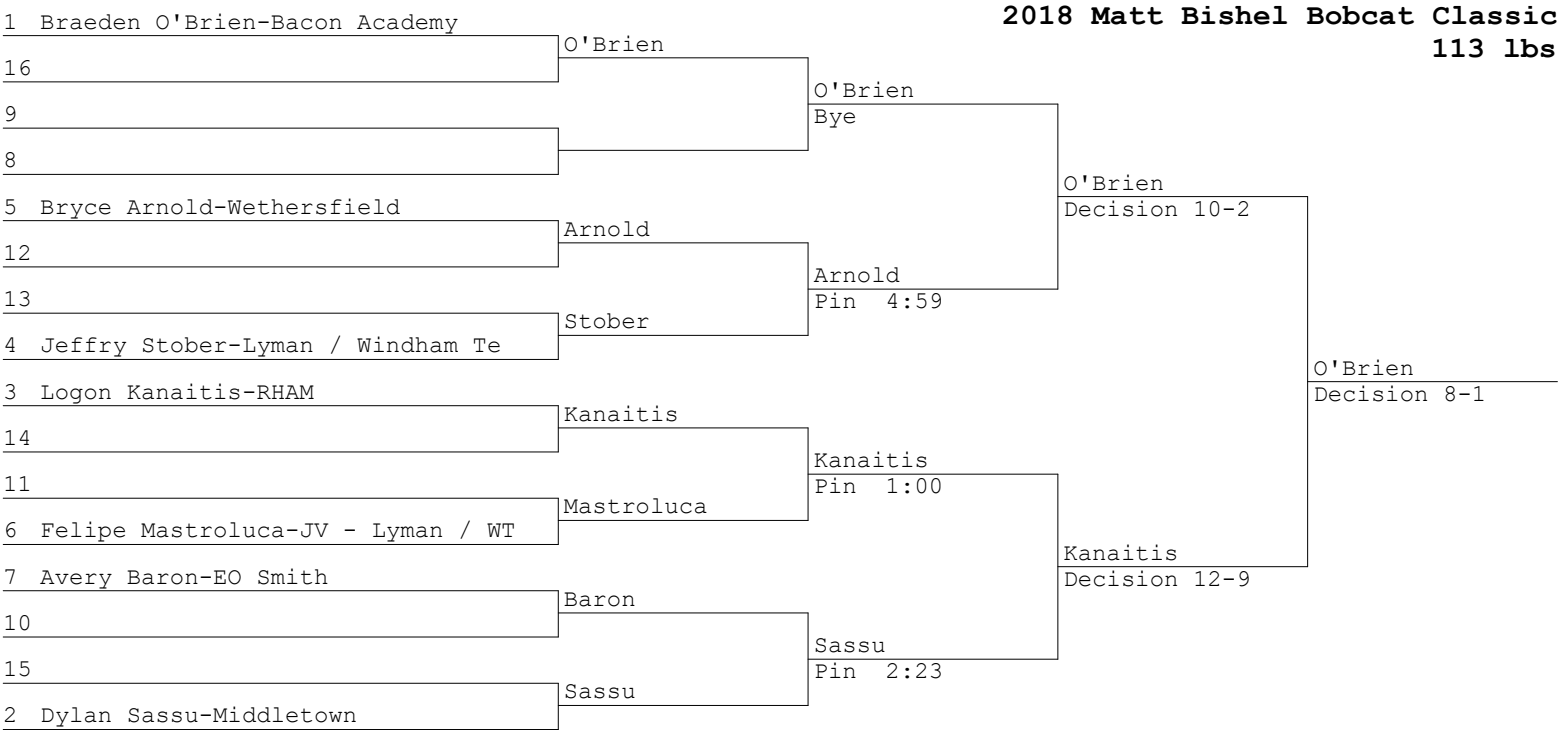 2018 Matt Bishel Bobcat Classic
113 lbs
1 Braeden O'Brien-Bacon Academy
O'Brien
16
O'Brien
Bye
9
8
O'Brien
Decision 10-2
5 Bryce Arnold-Wethersfield
Arnold
12
Arnold
Pin 4:59
13
Stober
4 Jeffry Stober-Lyman / Windham Te
O'Brien
Decision 8-1
3 Logon Kanaitis-RHAM
Kanaitis
14
Kanaitis
Pin 1:00
11
Mastroluca
6 Felipe Mastroluca-JV - Lyman / WT
Kanaitis
Decision 12-9
7 Avery Baron-EO Smith
Baron
10
Sassu
Pin 2:23
15
Sassu
2 Dylan Sassu-Middletown